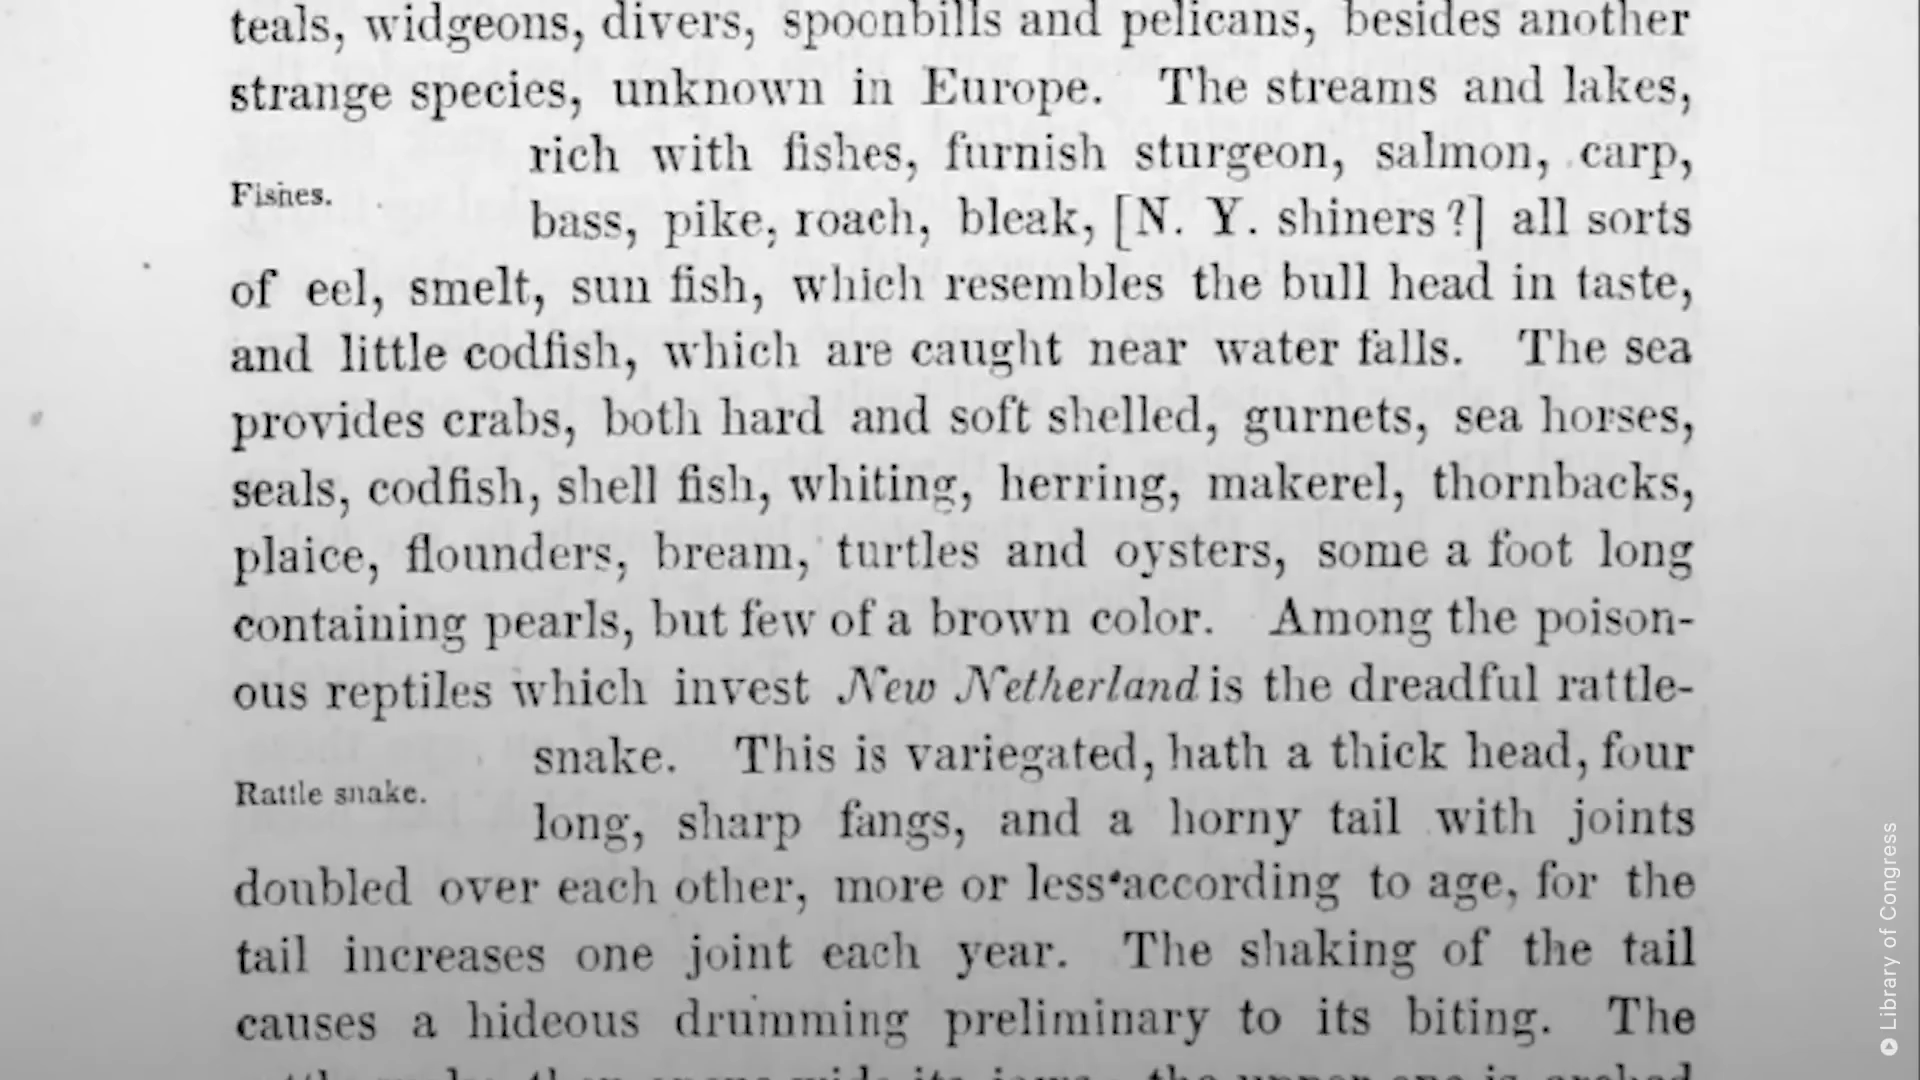 teals, widgeons, divers, spoonbills and pelicans, besides another
strange species, unknown in Europe. The streams and lakes,
rich with fishes, furnish sturgeon, salmon, carp,
Fishes.
bass, pike, roach, bleak, [N. Y. shiners?] all sorts
of eel, smelt, sun fish, which resembles the bull head in taste,
and little codfish, which are caught near water falls. The sea
provides crabs, both hard and soft shelled, gurnets, sea horses,
seals, codfish, shell fish, whiting, herring, makerel, thornbacks,
plaice, flounders, bream, turtles and oysters, some a foot long
containing pearls, but few of a brown color. Among the poison-
ous reptiles which invest New Netherland is the dreadful rattle-
snake. This is variegated, hath a thick head, four
Rattle snake.
long, sharp fangs, and a horny tail with joints
doubled over each other, more or less according to age, for the
tail increases one joint each year. The shaking of the tail
causes a hideous drumming preliminary to its biting. The
Library of Congress